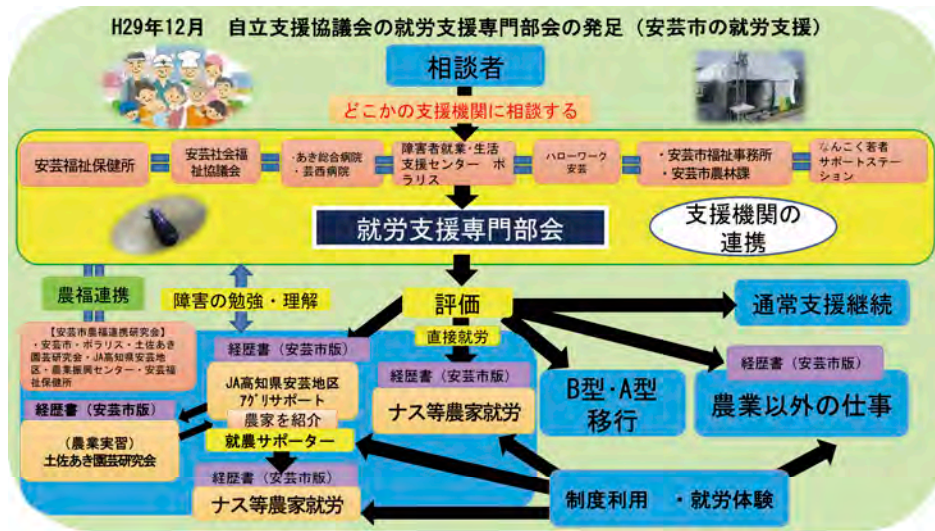 H29年12月　自立支援協議会の就労支援専門部会の発足（安芸市の就労支援）
相談者
どこかの支援機関に相談する
安芸福祉保健所
安芸社会福
祉協議会
・あき総合病院
・芸西病院
障害者就業・生活
支援センター　ポ
ラリス
ハローワーク
安芸
・安芸市福祉事務所
・安芸市農林課
なんこく若者
サポートステー
ション
就労支援専門部会
支援機関の
連携
農福連携
障害の勉強・理解
評価
通常支援継続
直接就労
【安芸市農福連携研究会】
・安芸市・ポラリス・土佐あき
園芸研究会・JA高知県安芸地
区・農業振興センター・安芸福
祉保健所
経歴書（安芸市版）
JA高知県安芸地区
ｱｸﾞﾘサポート
農家を紹介
就農サポーター
経歴書（安芸市版）
（農業実習）
土佐あき園芸研究会
経歴書（安芸市版）
ナス等農家就労
経歴書（安芸市版）
ナス等農家就労
B型・A型
移行
経歴書（安芸市版）
農業以外の仕事
制度利用　・就労体験